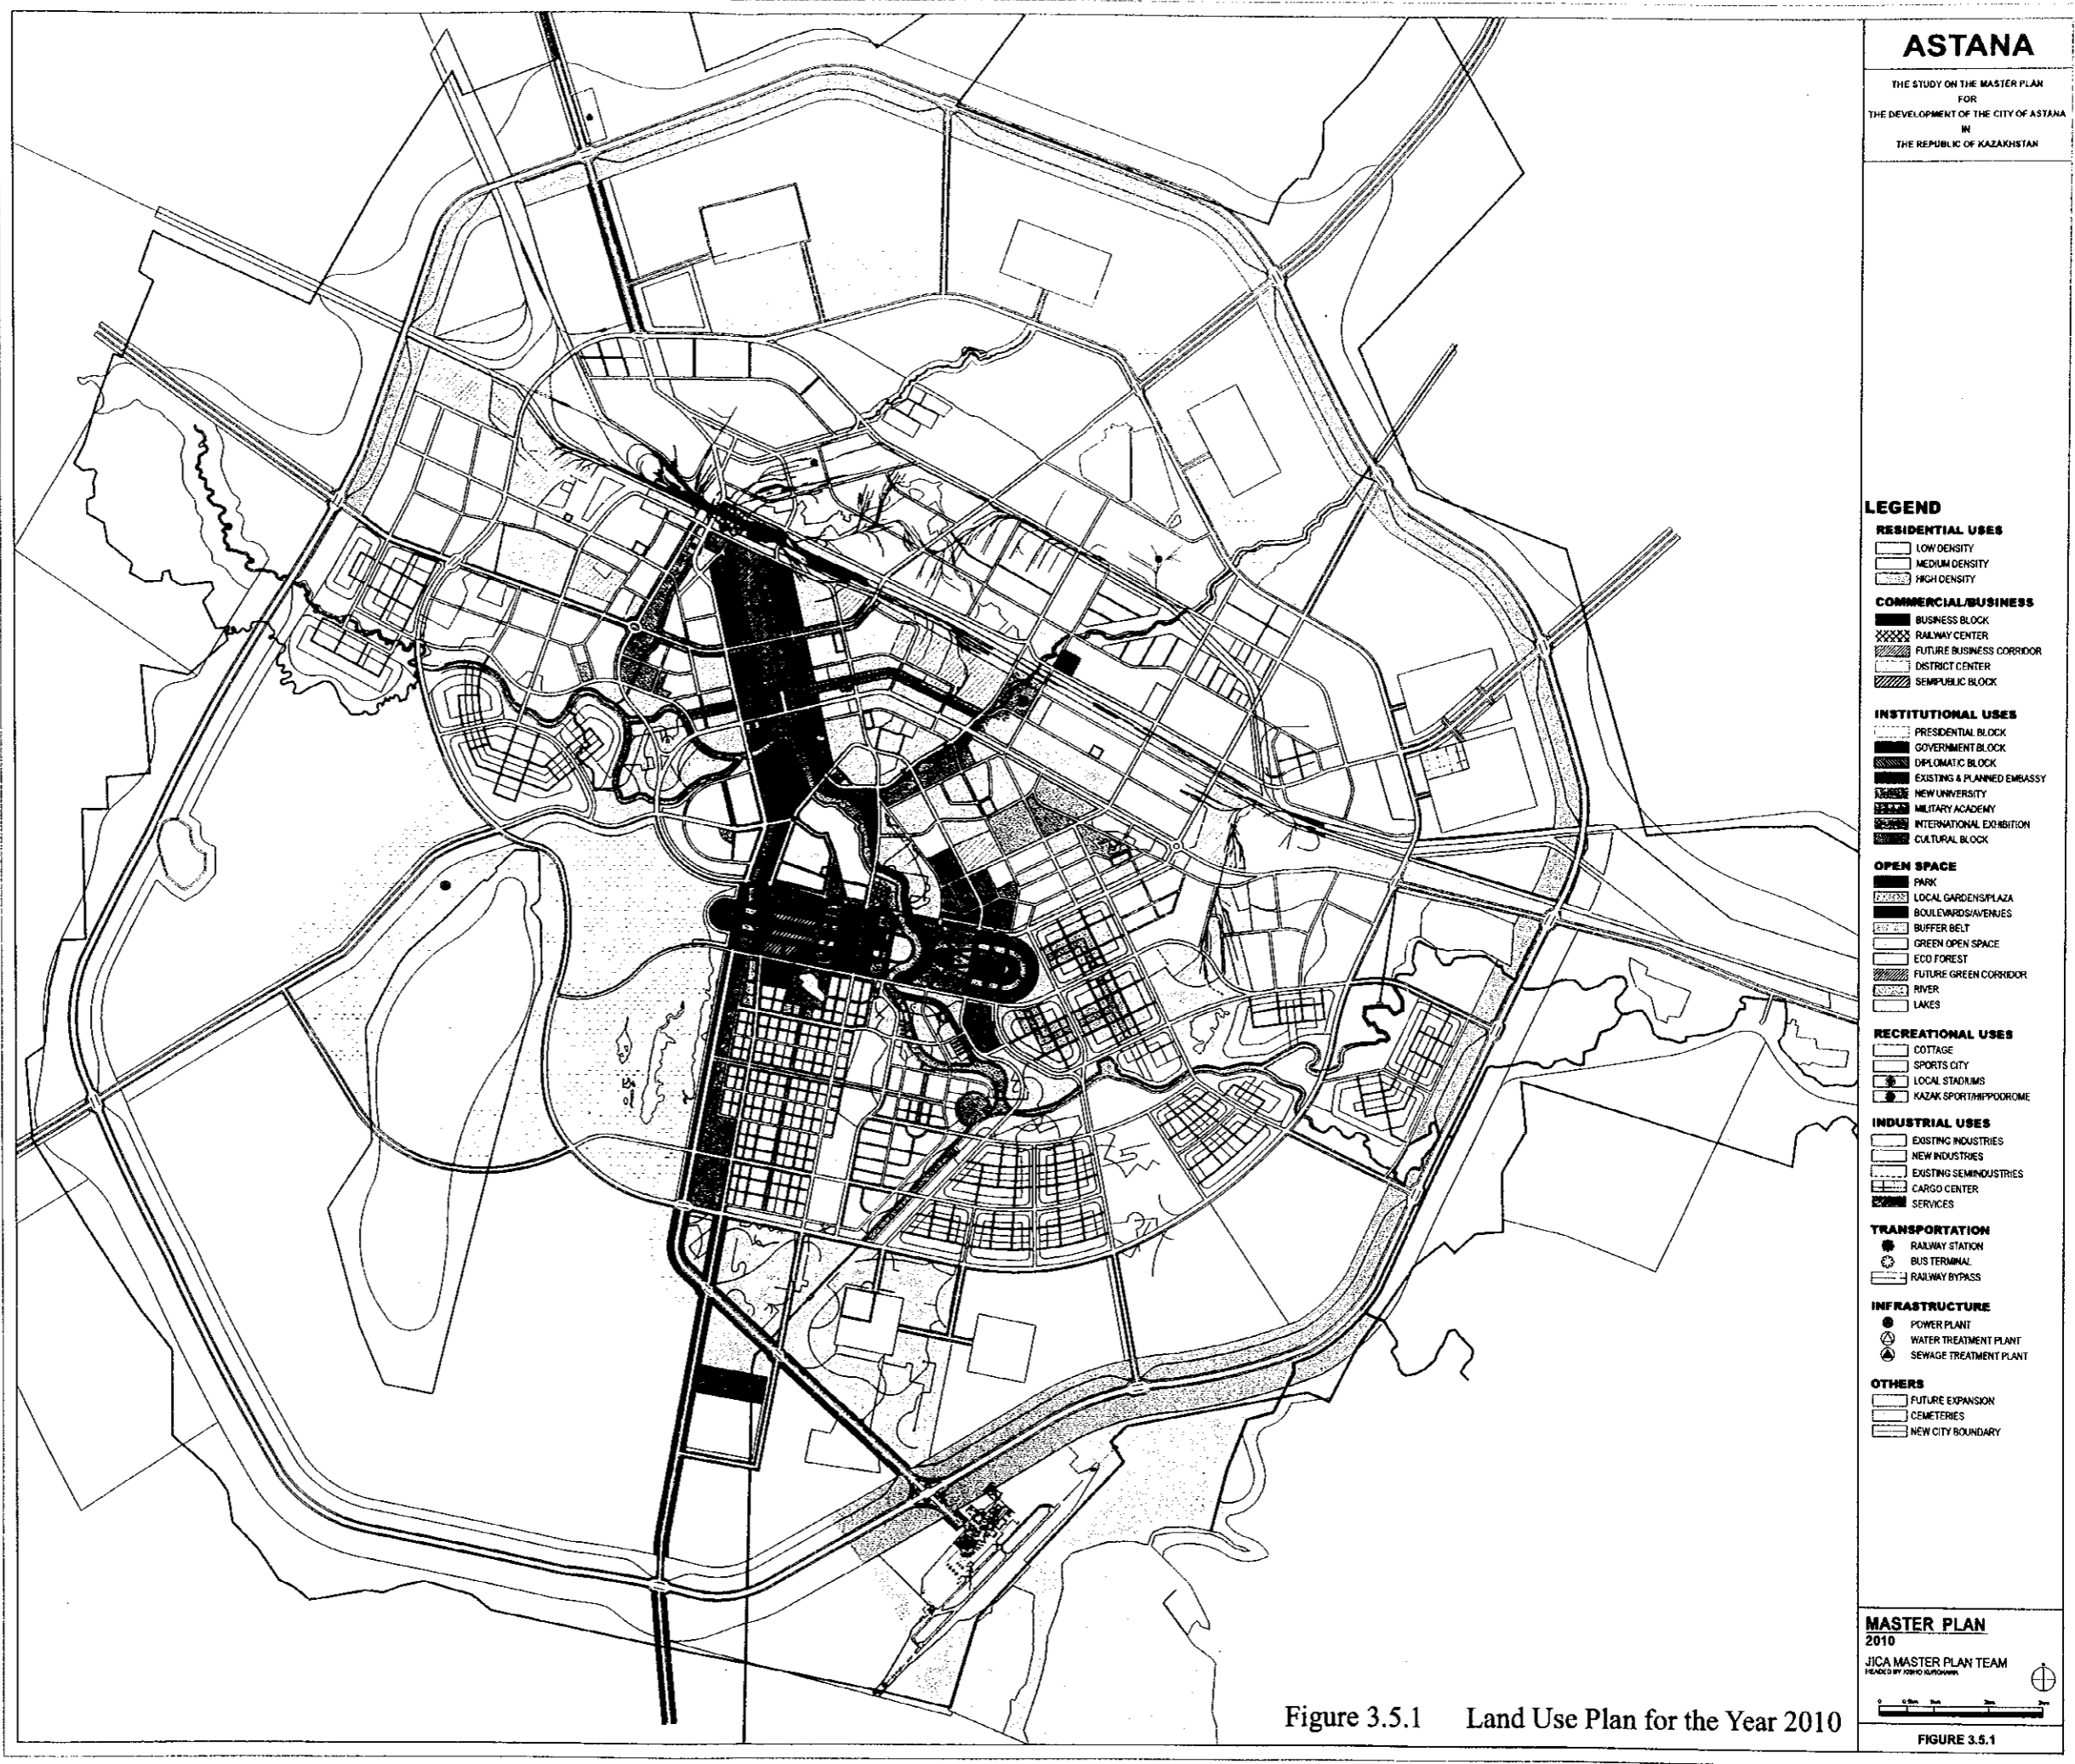 ASTANA
THE STUDY ON THE MASTER PLAN
FOR
THE DEVELOPMENT OF THE CITY OF ASTANA
IN
THE REPUBLIC OF KAZAKHSTAN
LEGEND
RESIDENTIAL USES
LOW DENSITY
MEDIUM DENSITY
HIGH DENSITY
COMMERCIAL/BUSINESS
BUSINESS BLOCK
RAILWAY CENTER
FUTURE BUSINESS CORRIDOR
DISTRICT CENTER
SEMIPUBLIC BLOCK
INSTITUTIONAL USES
PRESIDENTIAL BLOCK
GOVERNMENT BLOCK
DIPLOMATIC BLOCK
EXISTING & PLANNED EMBASSY
NEW UNIVERSITY
MILITARY ACADEMY
INTERNATIONAL EXHIBITION
CULTURAL BLOCK
OPEN SPACE
PARK
LOCAL GARDENS/PLAZA
BOULEVARDS/AVENUES
BUFFER BELT
GREEN OPEN SPACE
ECO FOREST
FUTURE GREEN CORRIDOR
RIVER
LAKES
RECREATIONAL USES
COTTAGE
SPORTS CITY
LOCAL STADIUMS
KAZAK SPORT/HIPPODROME
INDUSTRIAL USES
EXISTING INDUSTRIES
NEW INDUSTRIES
EXISTING SEMIINDUSTRIES
CARGO CENTER
SERVICES
TRANSPORTATION
RAILWAY STATION
BUS TERMINAL
RAILWAY BYPASS
INFRASTRUCTURE
POWER PLANT
WATER TREATMENT PLANT
SEWAGE TREATMENT PLANT
OTHERS
FUTURE EXPANSION
CEMETERIES
NEW CITY BOUNDARY
MASTER PLAN
2010
JICA MASTER PLAN TEAM
HEADED BY KISHO KUROKAWA
FIGURE 3.5.1
Figure 3.5.1 Land Use Plan for the Year 2010